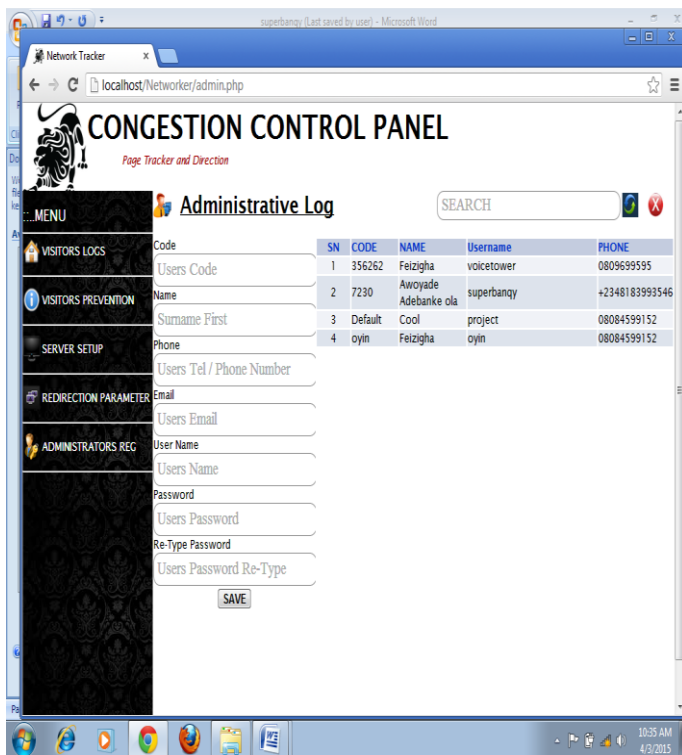 superbanqy (Last saved by user) - Microsoft Word
Network Tracker
localhost/Networker/admin.php
CONGESTION CONTROL PANEL
Page Tracker and Direction
::..MENU
VISITORS LOGS
VISITORS PREVENTION
SERVER SETUP
REDIRECTION PARAMETER
ADMINISTRATORS REG
Administrative Log
SEARCH
Code
Users Code
Name
Surname First
Phone
Users Tel / Phone Number
Email
Users Email
User Name
Users Name
Password
Users Password
Re-Type Password
Users Password Re-Type
SAVE
SN CODE NAME Username PHONE
1 356262 Feizigha voicetower 0809699595
2 7230 Awoyade Adebanke ola superbanqy +2348183993546
3 Default Cool project 08084599152
4 oyin Feizigha oyin 08084599152
10:35 AM
4/3/2015